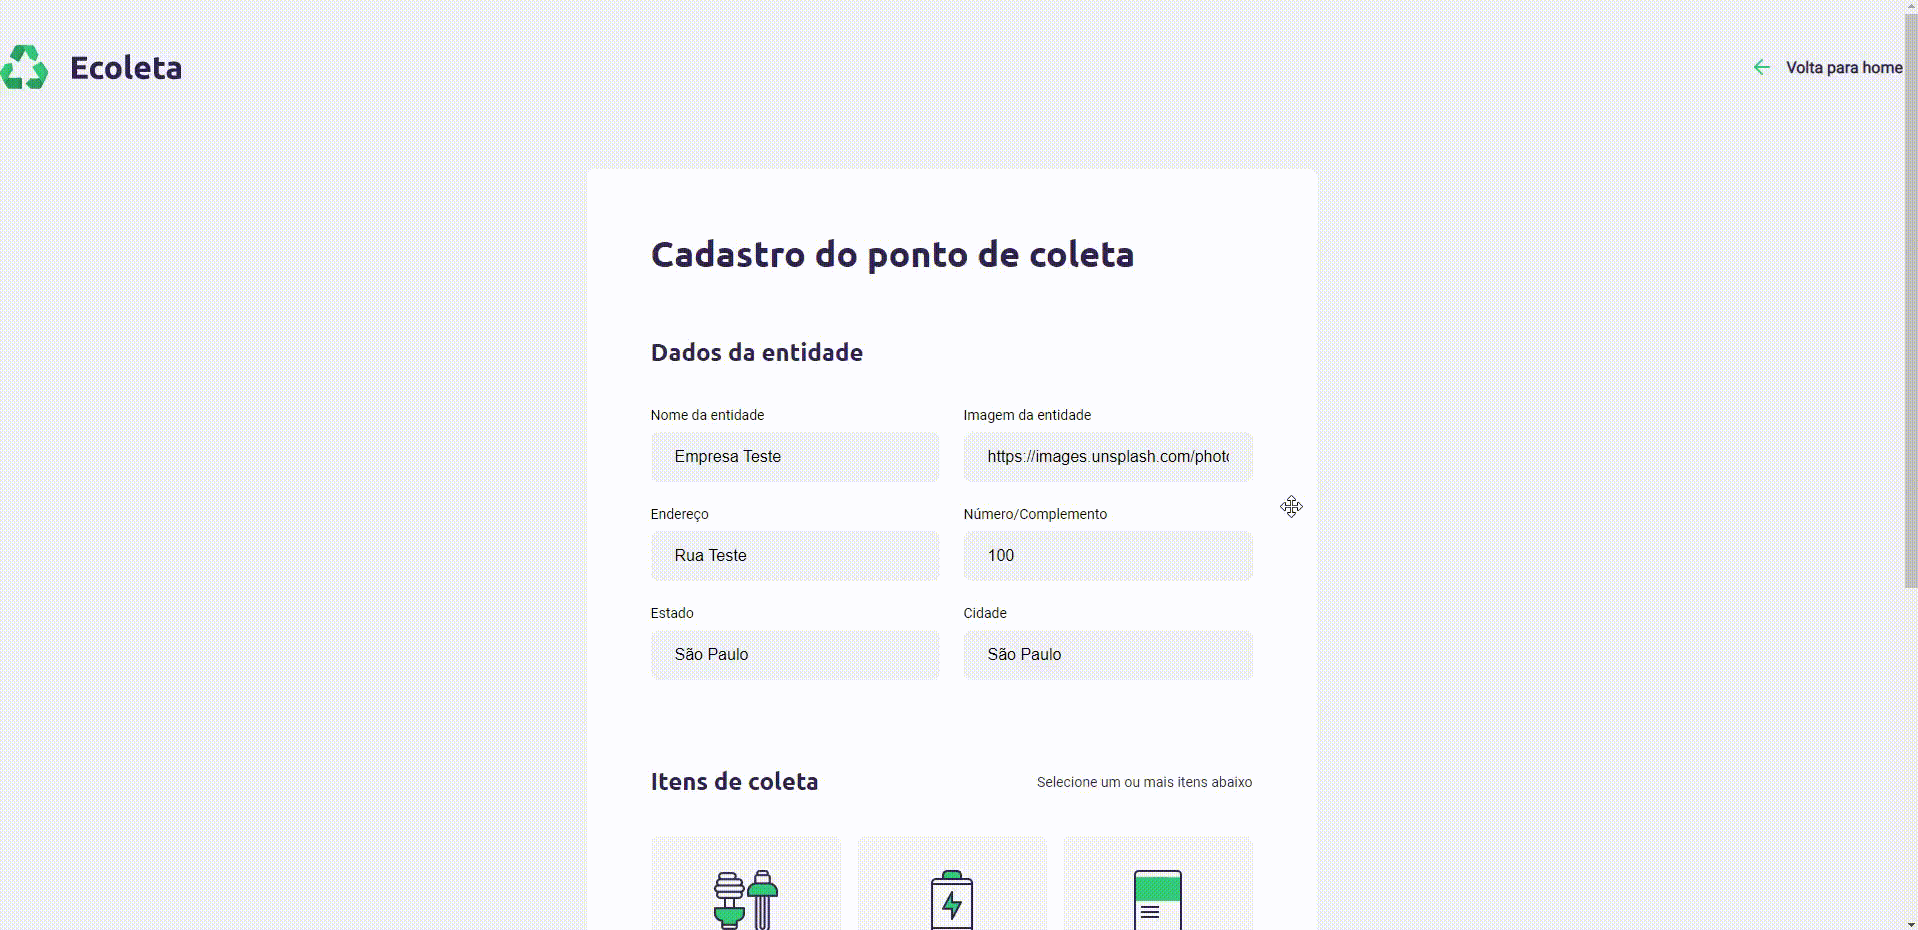 Ecoleta
Volta para home
Cadastro do ponto de coleta
Dados da entidade
Nome da entidade
Imagem da entidade
Empresa Teste
https://images.unsplash.com/phot
Endereço
Número/Complemento
Rua Teste
100
Estado
Cidade
São Paulo
São Paulo
Itens de coleta
Selecione um ou mais itens abaixo